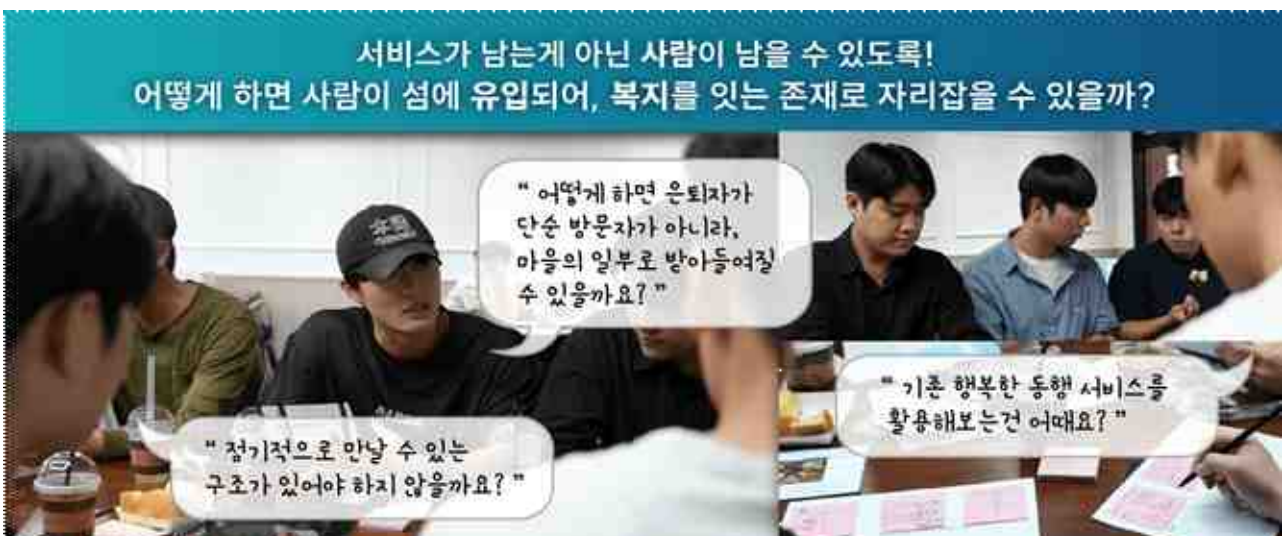 서비스가 남는게 아닌 사람이 남을 수 있도록!
어떻게 하면 사람이 섬에 유입되어, 복지를 잇는 존재로 자리잡을 수 있을까?
“ 어떻게 하면 은퇴자가
단순 방문자가 아니라,
마을의 일부로 받아들여질
수 있을까요? ”
“ 기존 행복한 동행 서비스를
활용해보는건 어때요? ”
“ 정기적으로 만날 수 있는
구조가 있어야 하지 않을까요? ”